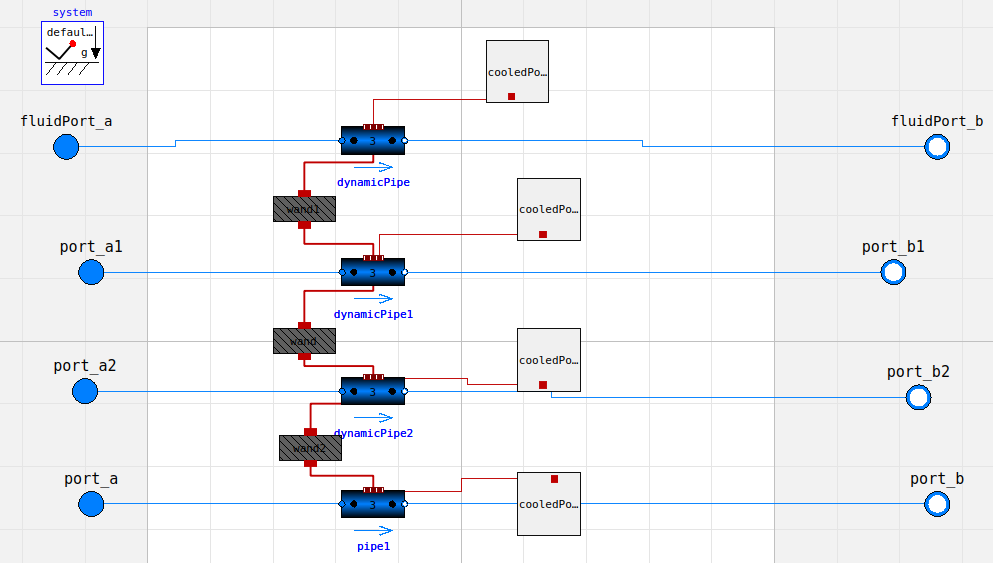 system
defaul…
g
cooledPo…
fluidPort_a
fluidPort_b
3
dynamicPipe
wand1
cooledPo…
port_a1
port_b1
3
dynamicPipe1
wand
cooledPo…
port_a2
port_b2
3
dynamicPipe2
wand2
port_a
port_b
3
cooledPo…
pipe1